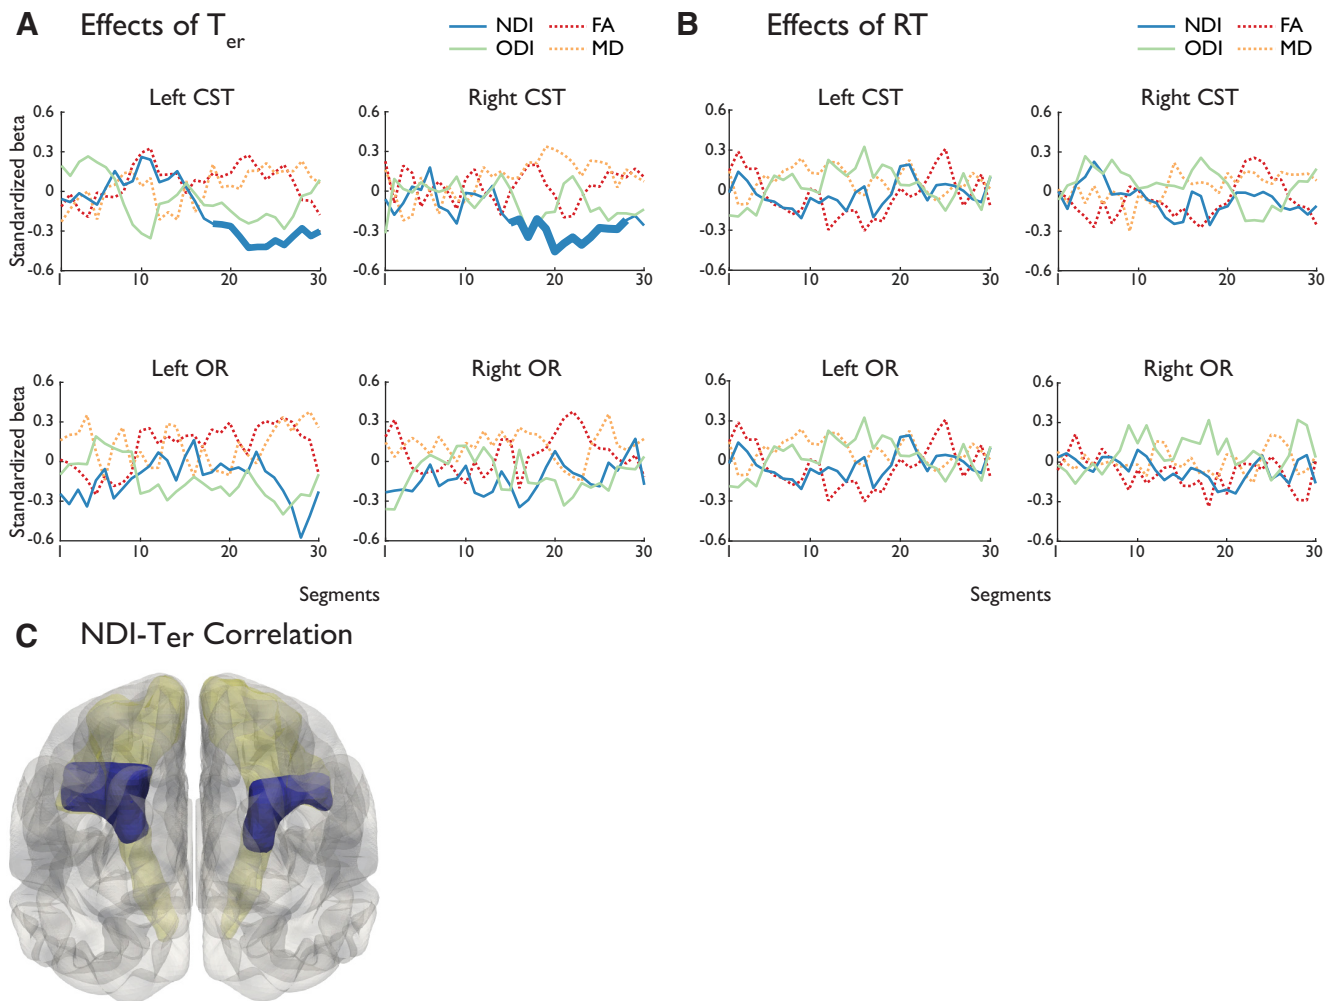 A Effects of Ter
NDI FA
ODI MD
B Effects of RT
NDI FA
ODI MD
Left CST
Right CST
Left CST
Right CST
Standardized beta
0.6
0.3
0
-0.3
-0.6
1 10 20 30
0.6
0.3
0
-0.3
-0.6
1 10 20 30
0.6
0.3
0
-0.3
-0.6
1 10 20 30
0.6
0.3
0
-0.3
-0.6
1 10 20 30
Left OR
Right OR
Left OR
Right OR
Standardized beta
0.6
0.3
0
-0.3
-0.6
1 10 20 30
0.6
0.3
0
-0.3
-0.6
1 10 20 30
0.6
0.3
0
-0.3
-0.6
1 10 20 30
0.6
0.3
0
-0.3
-0.6
1 10 20 30
Segments
Segments
C NDI-Ter Correlation